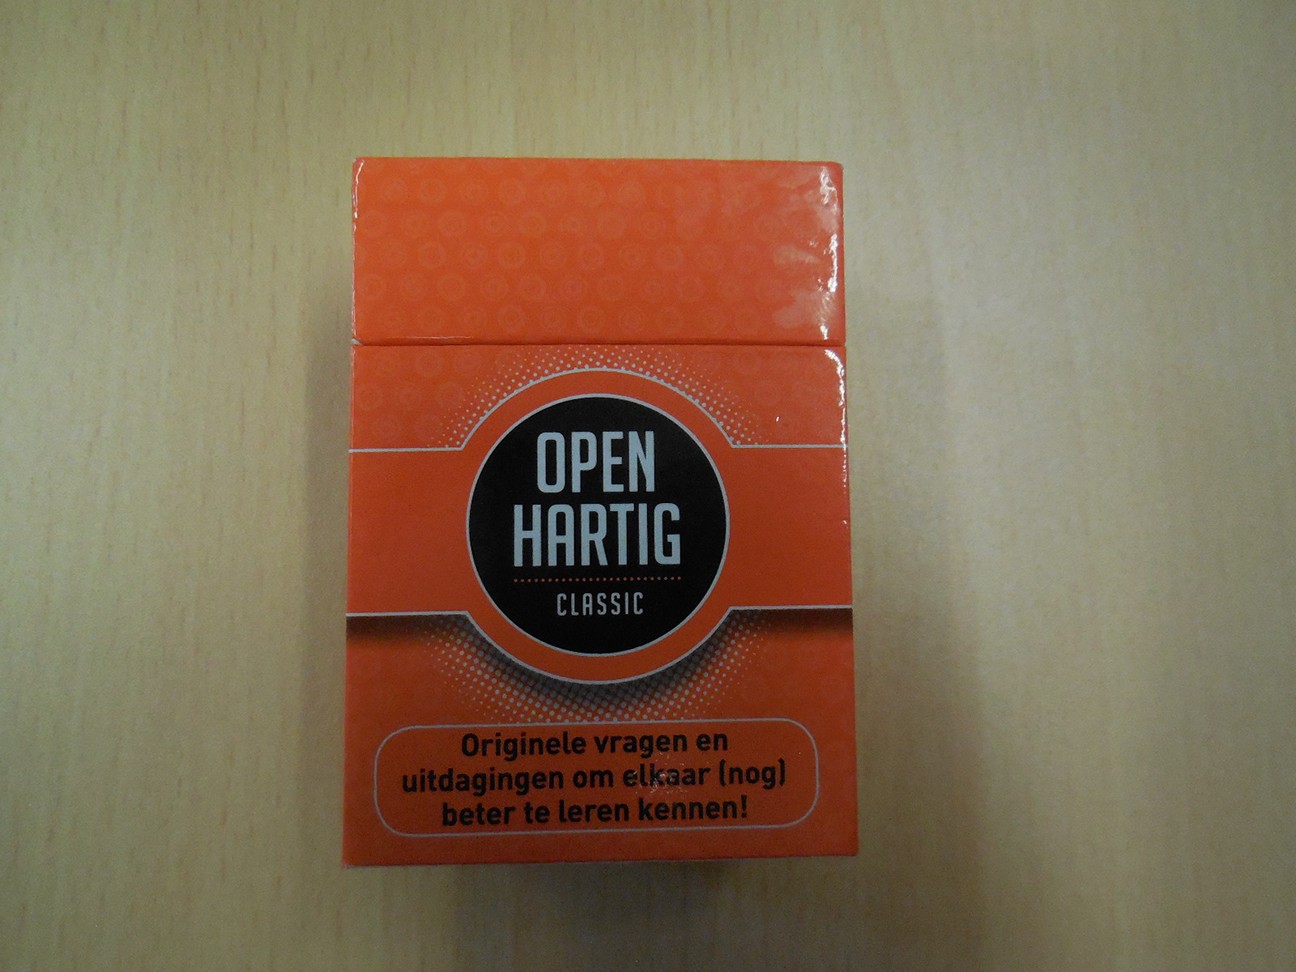 OPEN
HARTIG
CLASSIC
Originele vragen en
uitdagingen om elkaar (nog)
beter te leren kennen!